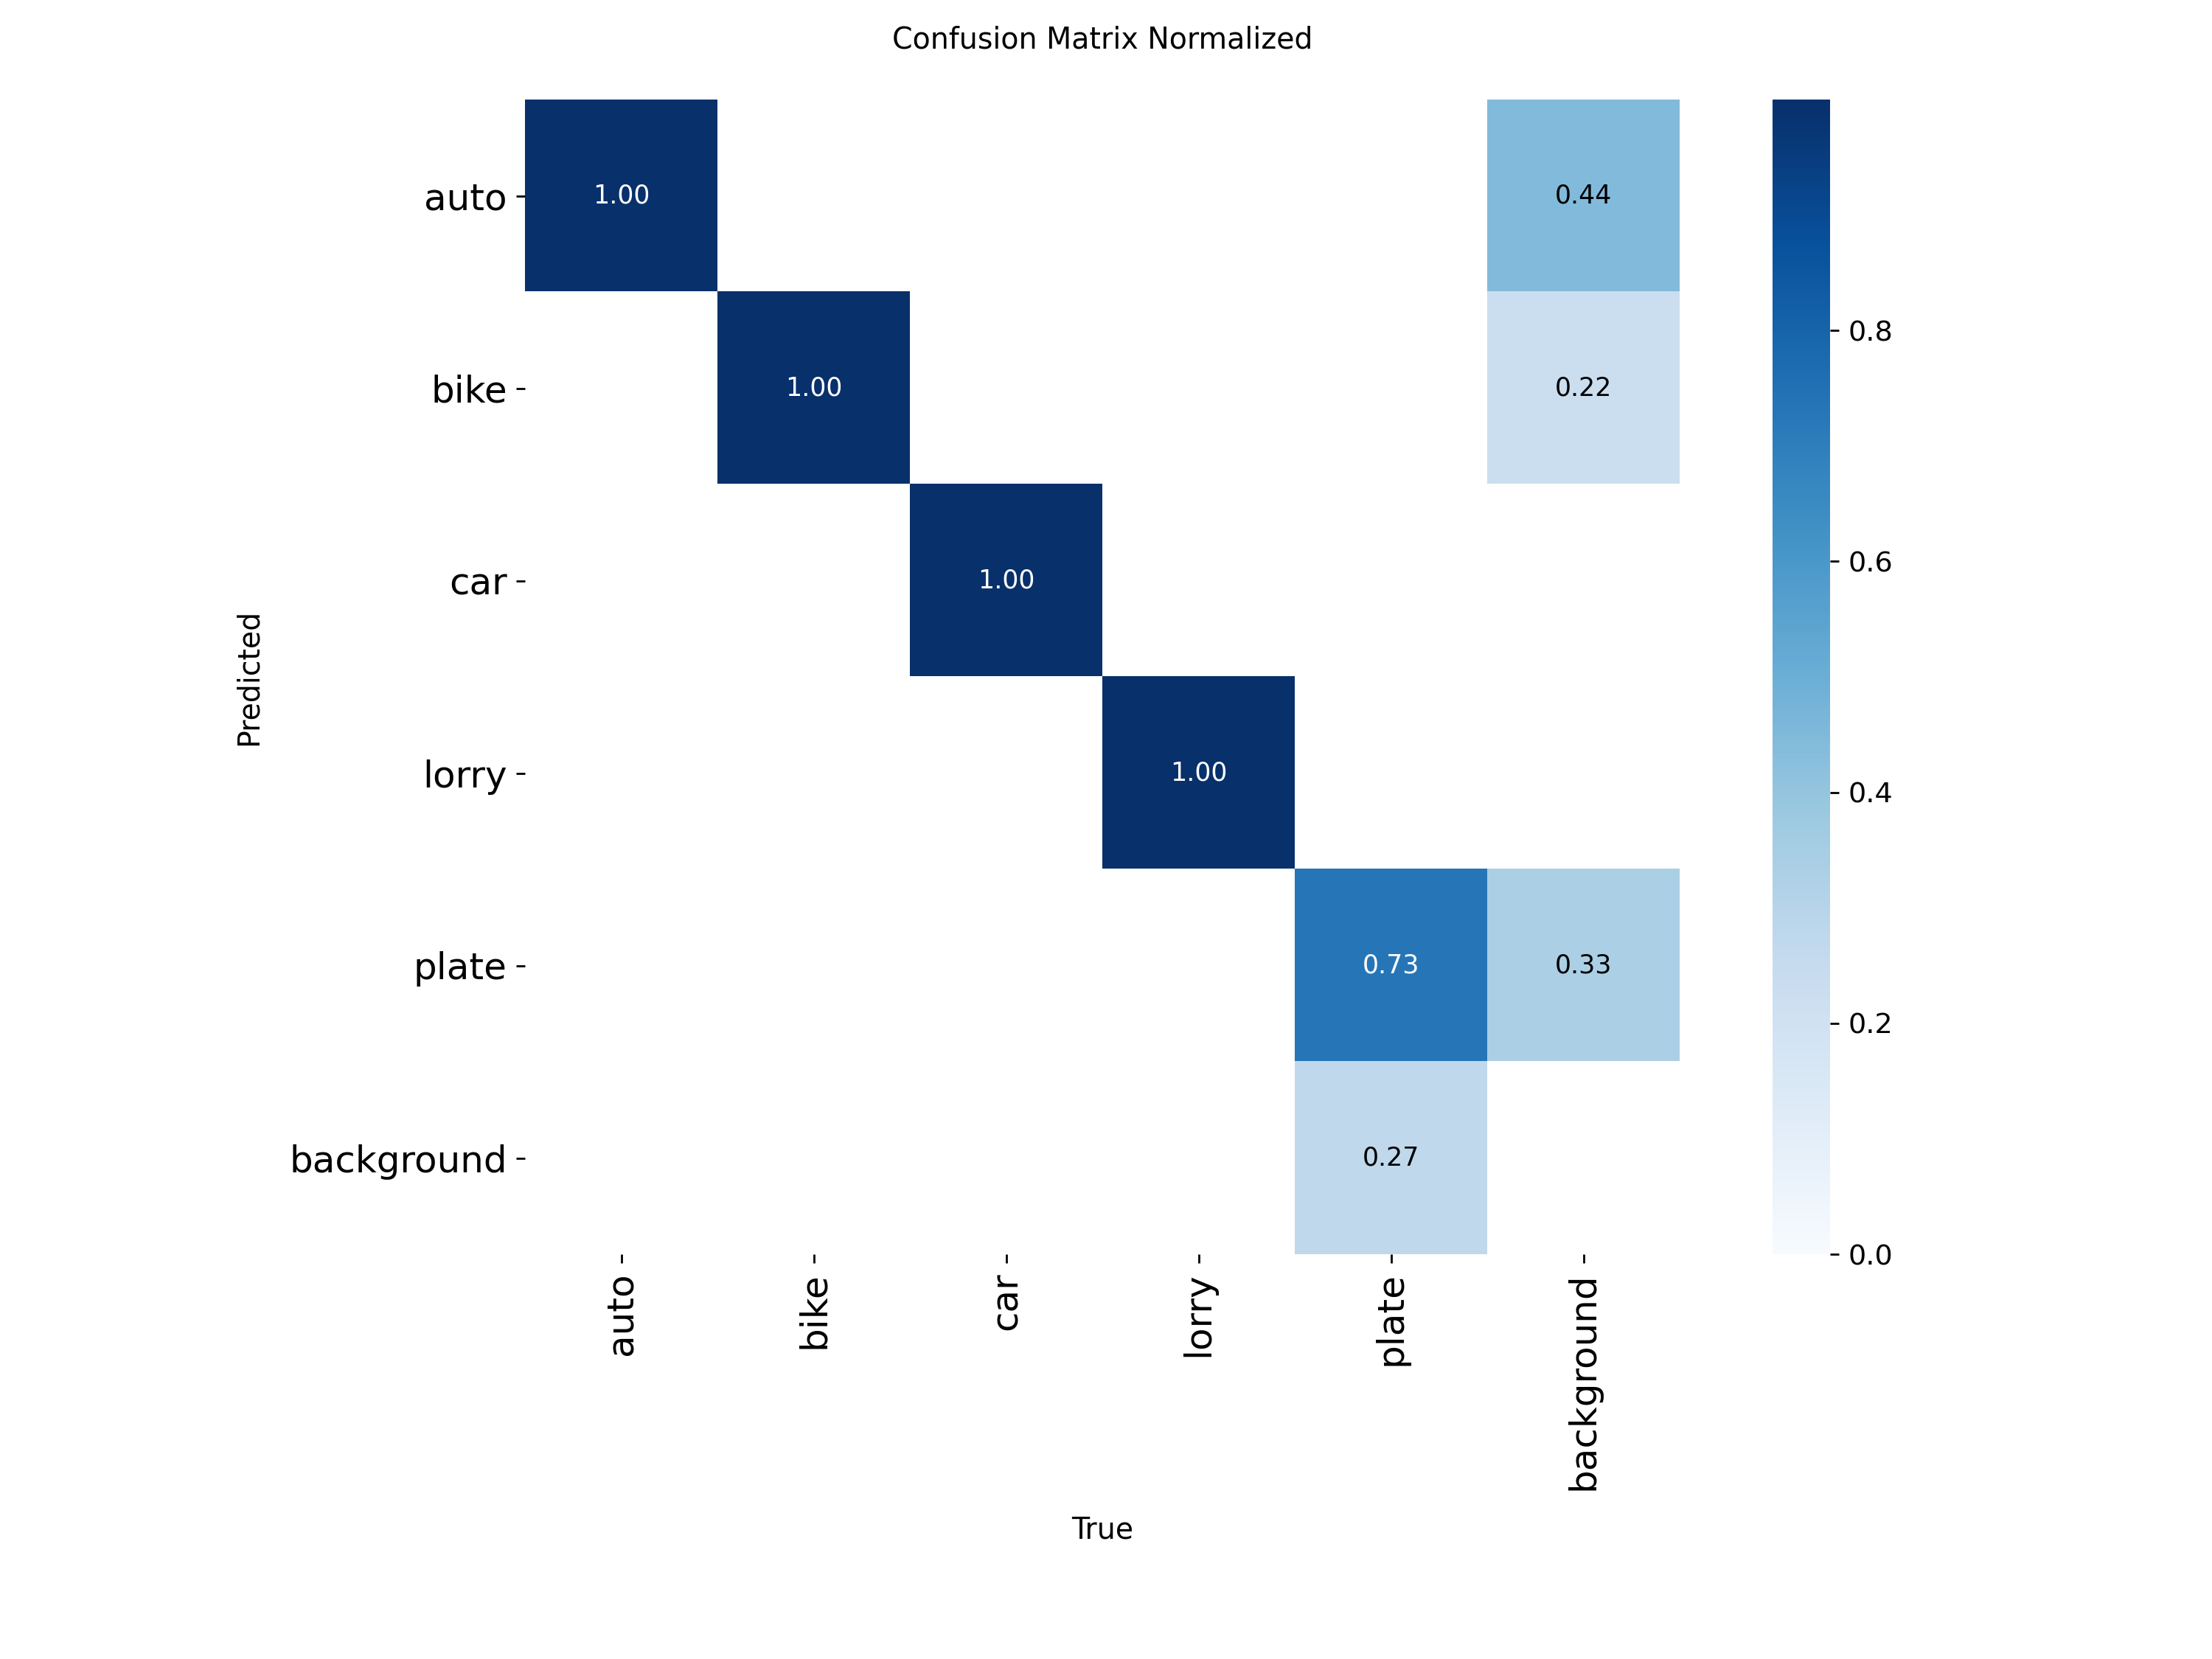 Confusion Matrix Normalized
auto
1.00
0.44
bike
1.00
0.22
car
1.00
lorry
1.00
plate
0.73
0.33
background
0.27
Predicted
auto
bike
car
lorry
plate
background
True
0.8
0.6
0.4
0.2
0.0